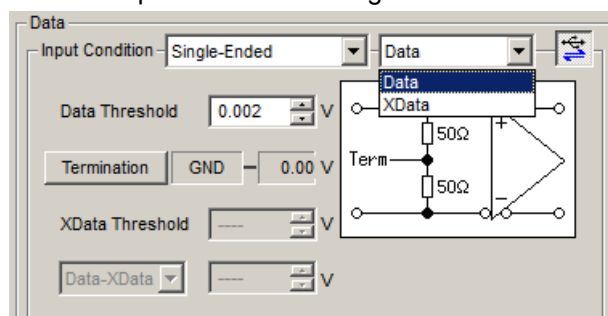 Data
Input Condition Single-Ended Data
Data
XData
Data Threshold 0.002 V
50Ω
Termination GND 0.00 V Term
50Ω
XData Threshold ---- V
Data-XData ---- V